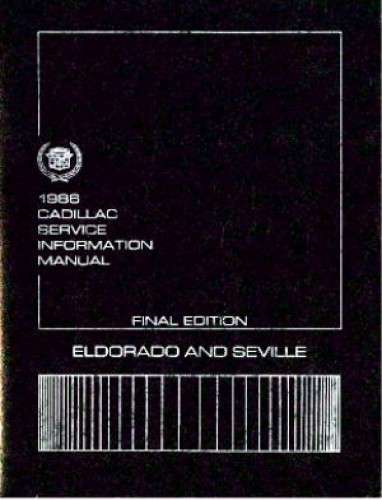 1986
CADILLAC
SERVICE
INFORMATION
MANUAL
FINAL EDITION
ELDORADO AND SEVILLE